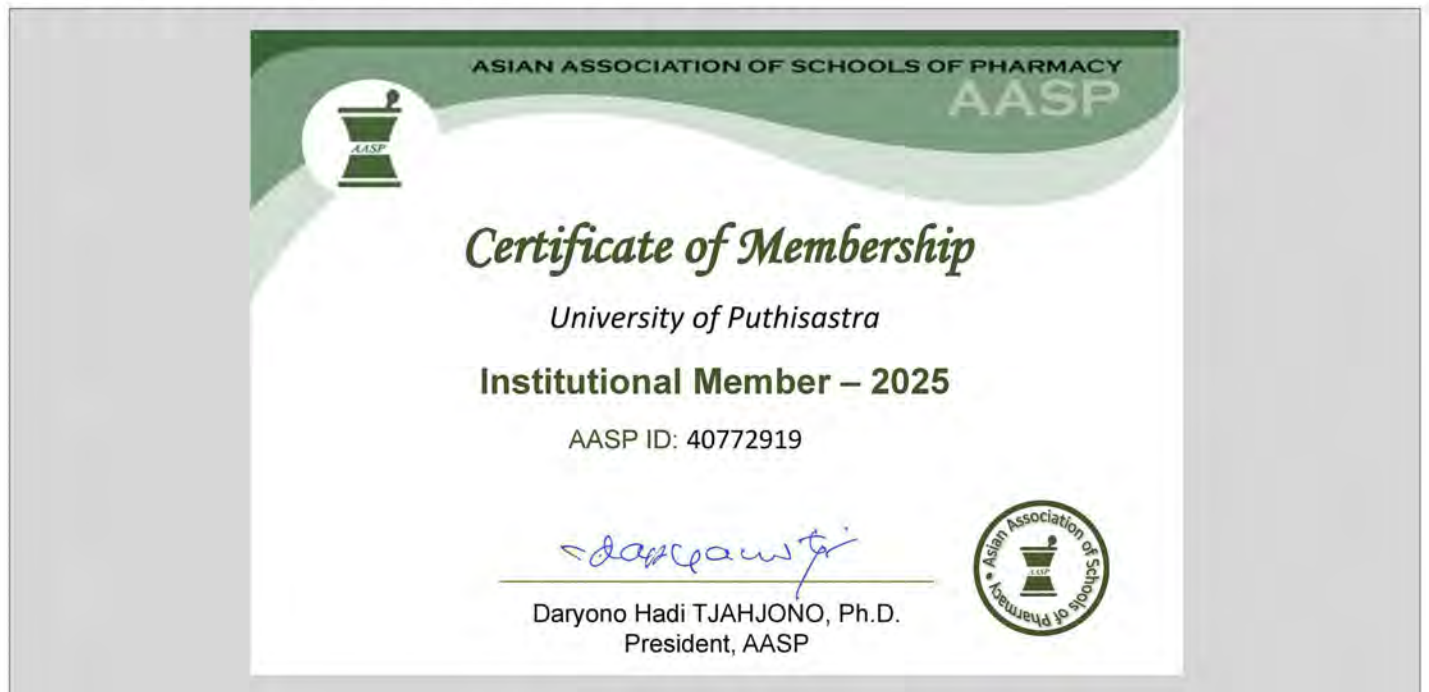 ASIAN ASSOCIATION OF SCHOOLS OF PHARMACY
AASP
AASP
Certificate of Membership
University of Puthisastra
Institutional Member – 2025
AASP ID: 40772919
Daryono Hadi TJAHJONO, Ph.D.
President, AASP
Asian Association of Schools of Pharmacy •
AASP